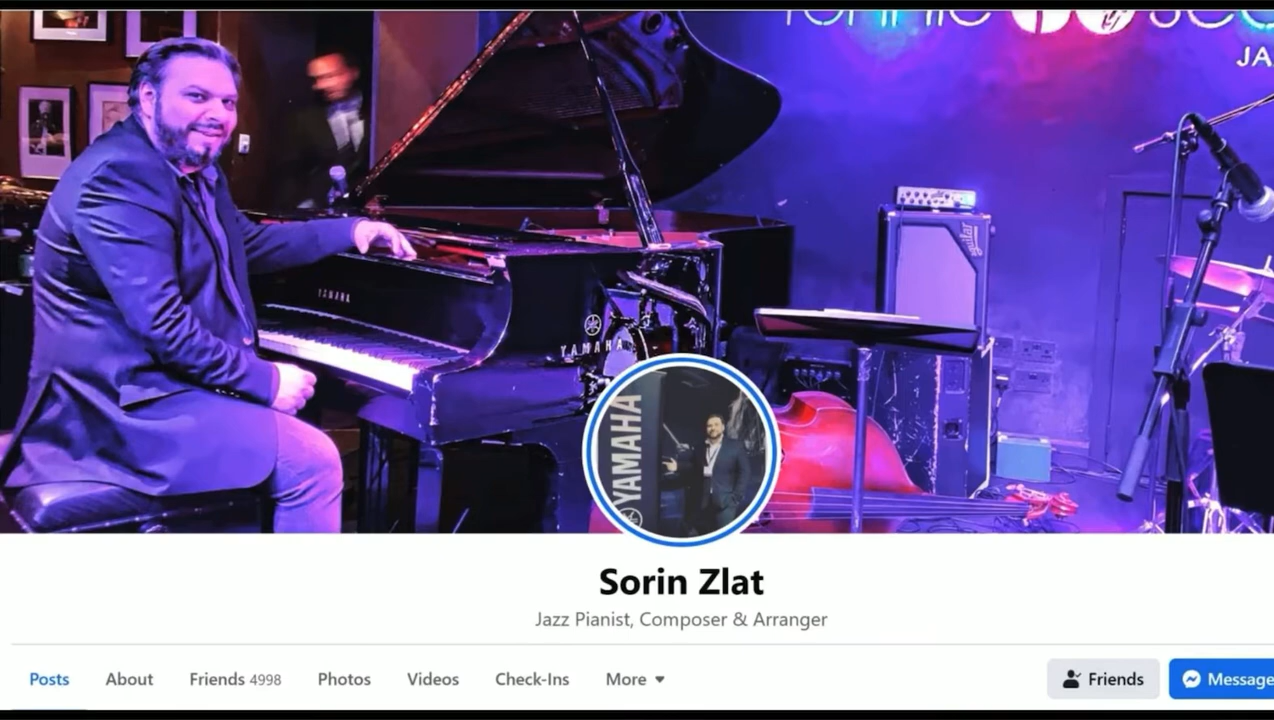 JA
YAMAHA
YAMAHA
YAMAHA
Sorin Zlat
Jazz Pianist, Composer & Arranger
Posts About Friends 4998 Photos Videos Check-Ins More Friends Message